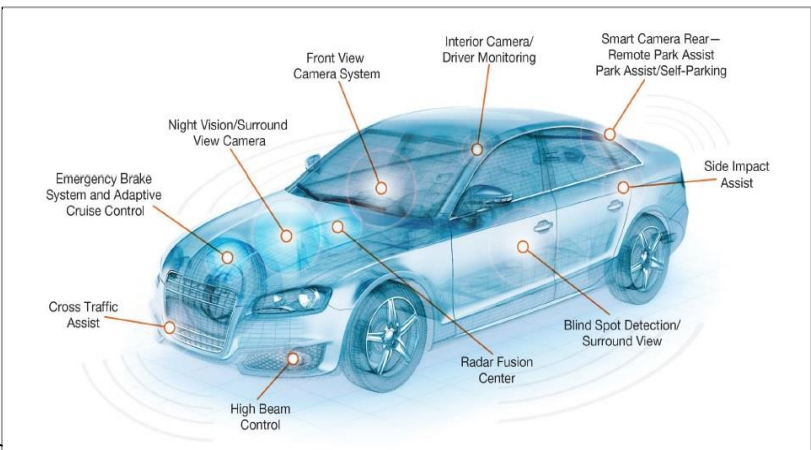 Interior Camera/
Driver Monitoring
Smart Camera Rear—
Remote Park Assist
Park Assist/Self-Parking
Front View
Camera System
Night Vision/Surround
View Camera
Side Impact
Assist
Emergency Brake
System and Adaptive
Cruise Control
Cross Traffic
Assist
Blind Spot Detection/
Surround View
Radar Fusion
Center
High Beam
Control